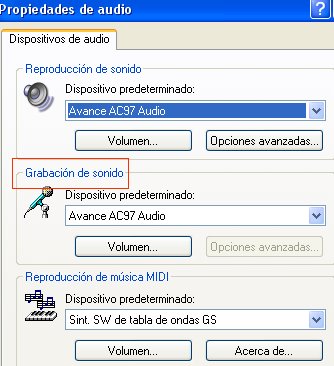 Propiedades de audio
?
Dispositivos de audio
Reproducción de sonido
Dispositivo predeterminado:
Avance AC97 Audio
Volumen... Opciones avanzadas...
Grabación de sonido
Dispositivo predeterminado:
Avance AC97 Audio
Volumen... Opciones avanzadas...
Reproducción de música MIDI
Dispositivo predeterminado:
Sint. SW de tabla de ondas GS
Volumen... Acerca de...